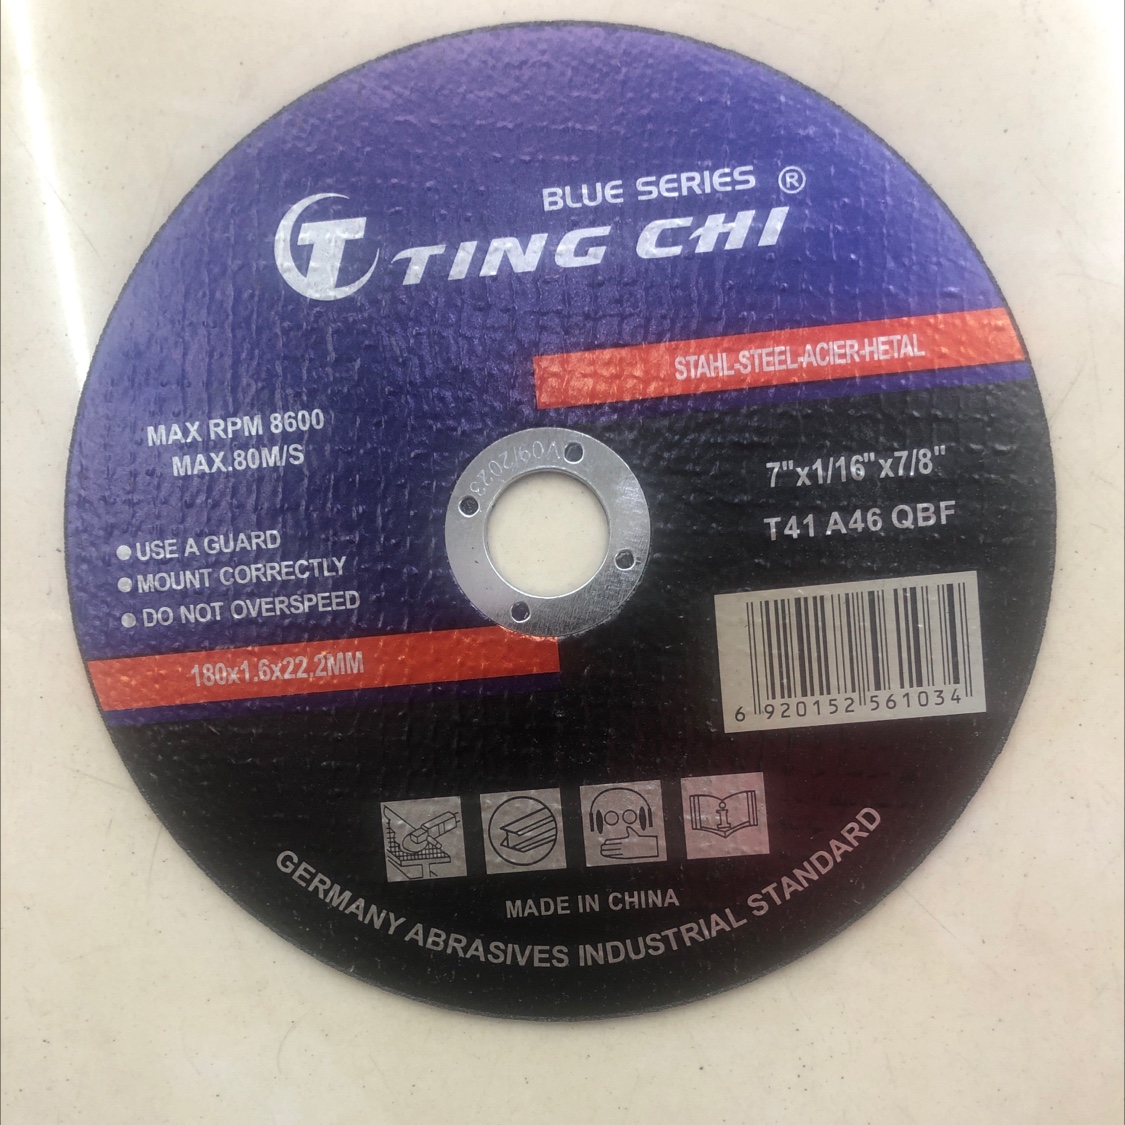 BLUE SERIES ®
TING CHI
STAHL-STEEL-ACIER-HETAL
MAX RPM 8600
MAX.80M/S
7"x1/16"x7/8"
T41 A46 QBF
V09/2023
● USE A GUARD
● MOUNT CORRECTLY
● DO NOT OVERSPEED
180x1.6x22,2MM
6 920152 561034
MADE IN CHINA
GERMANY ABRASIVES INDUSTRIAL STANDARD